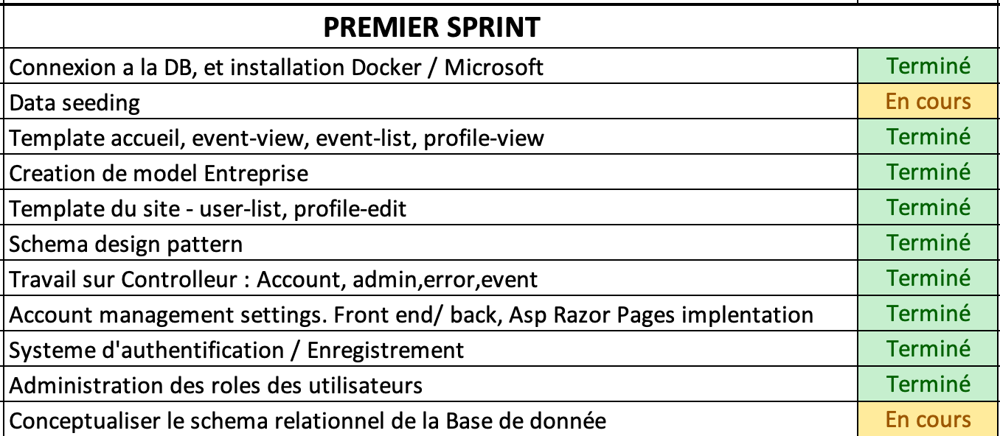 PREMIER SPRINT
Connexion a la DB, et installation Docker / Microsoft Terminé
Data seeding En cours
Template accueil, event-view, event-list, profile-view Terminé
Creation de model Entreprise Terminé
Template du site - user-list, profile-edit Terminé
Schema design pattern Terminé
Travail sur Controlleur : Account, admin,error,event Terminé
Account management settings. Front end/ back, Asp Razor Pages implentation Terminé
Systeme d'authentification / Enregistrement Terminé
Administration des roles des utilisateurs Terminé
Conceptualiser le schema relationnel de la Base de donnée En cours